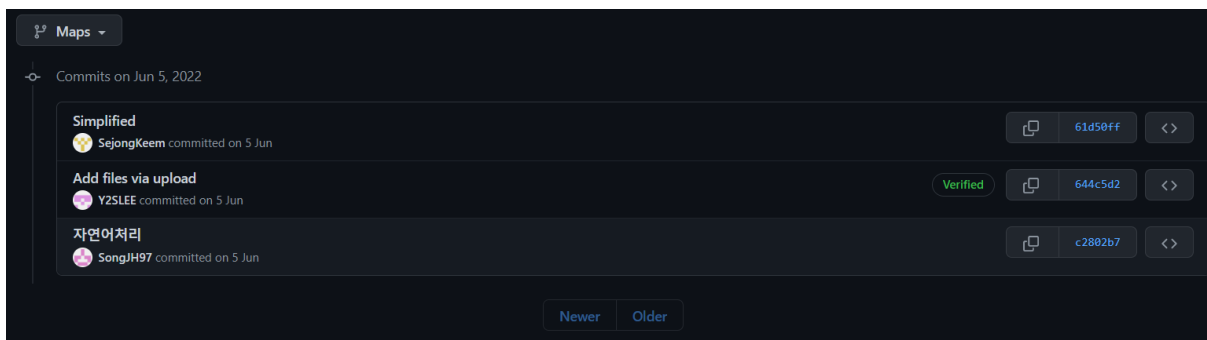 Maps
Commits on Jun 5, 2022
Simplified
SejongKeem committed on 5 Jun
61d50ff
Add files via upload
Y2SLEE committed on 5 Jun
Verified
644c5d2
자연어처리
SongJH97 committed on 5 Jun
c2802b7
Newer Older